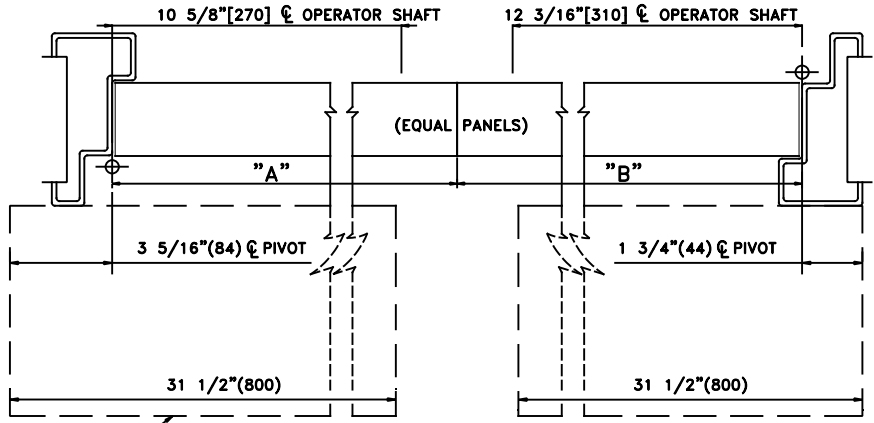 10 5/8"[270] ℄ OPERATOR SHAFT
12 3/16"[310] ℄ OPERATOR SHAFT
(EQUAL PANELS)
"A"
"B"
3 5/16"(84) ℄ PIVOT
1 3/4"(44) ℄ PIVOT
31 1/2"(800)
31 1/2"(800)